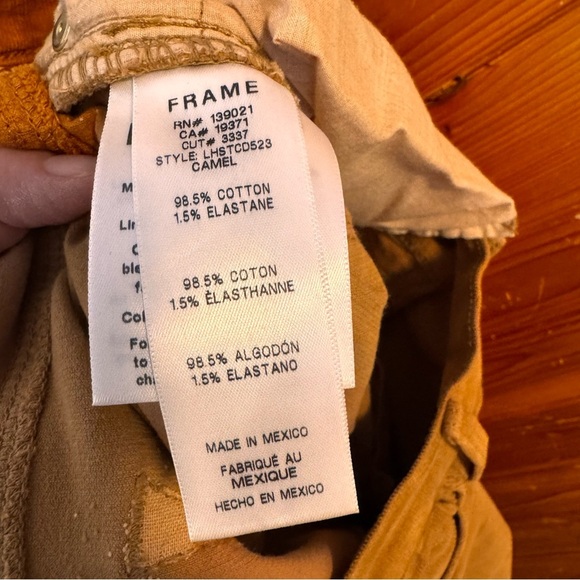 FRAME
RN# 139021
CA# 19371
CUT# 3337
STYLE: LHSTCD523
CAMEL
98.5% COTTON
1.5% ELASTANE
98.5% COTON
1.5% ÉLASTHANNE
98.5% ALGODÓN
1.5% ELASTANO
MADE IN MEXICO
FABRIQUÉ AU
MEXIQUE
HECHO EN MEXICO